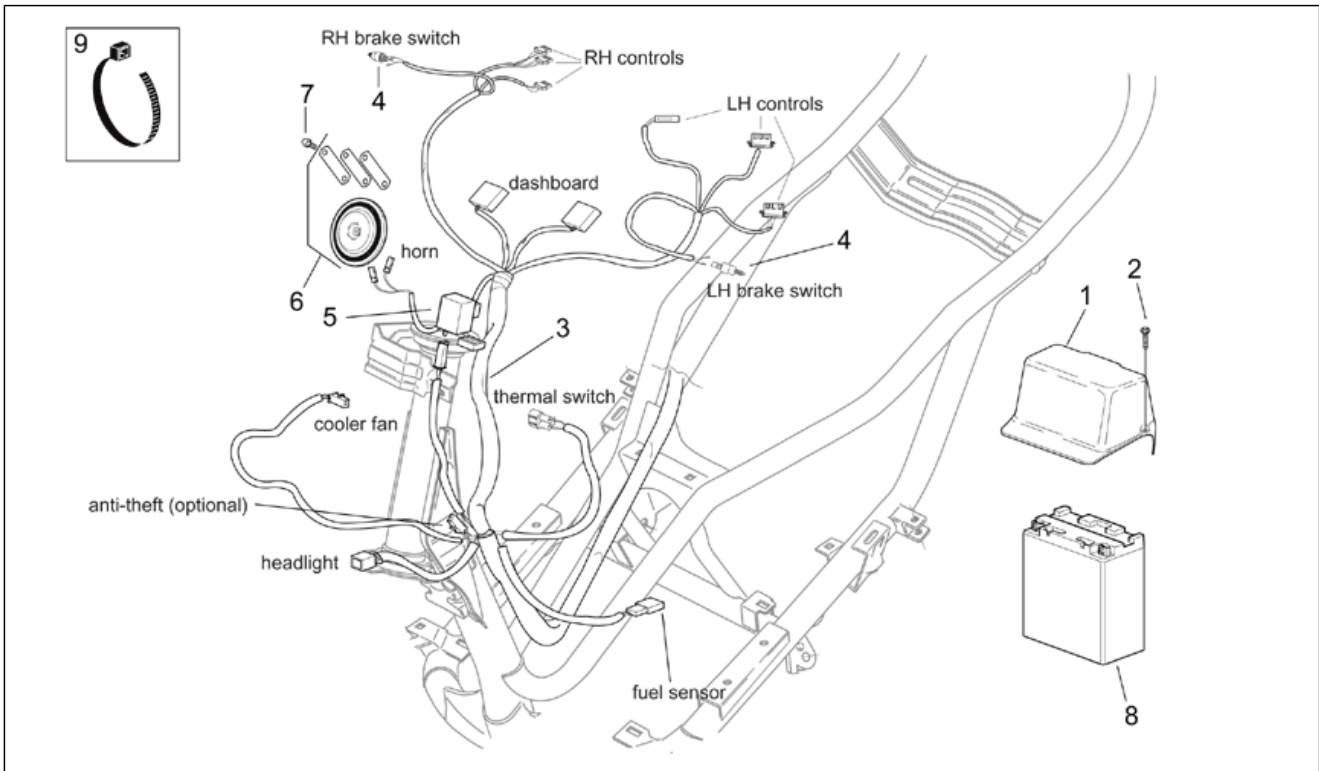 9
RH brake switch
4
RH controls
7
LH controls
dashboard
horn
6
5
4
LH brake switch
3
2
1
thermal switch
cooler fan
anti-theft (optional)
headlight
fuel sensor
8